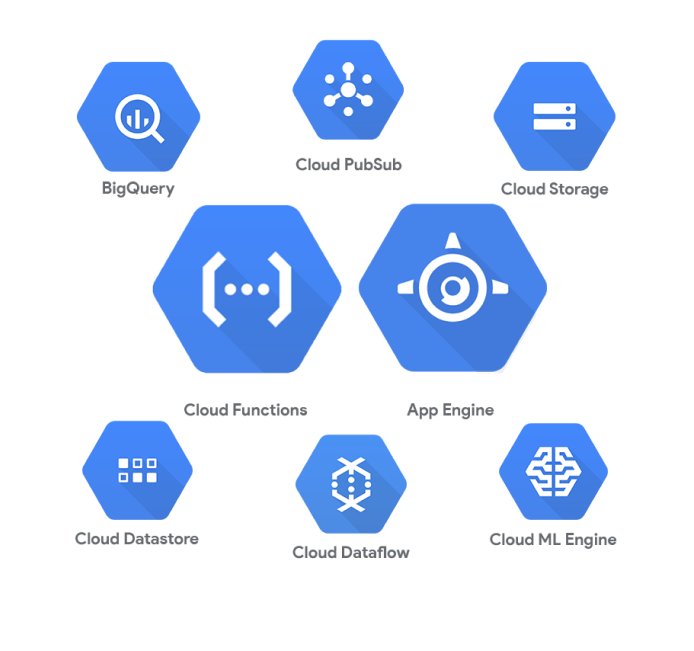 Cloud PubSub
BigQuery
Cloud Storage
Cloud Functions
App Engine
Cloud Datastore
Cloud Dataflow
Cloud ML Engine